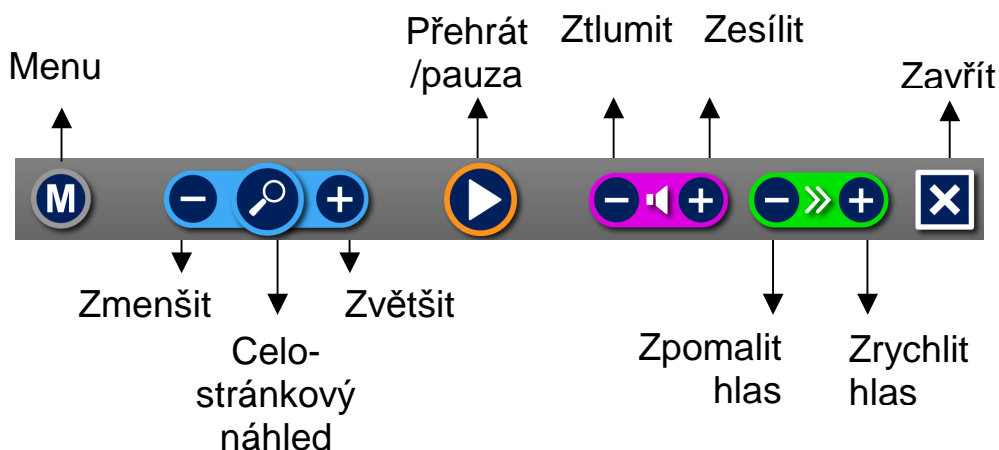 Menu
Přehrát
/pauza
Ztlumit
Zesílit
Zavřít
M
Zmenšit
Celo-
stránkový
náhled
Zvětšit
Zpomalit
hlas
Zrychlit
hlas